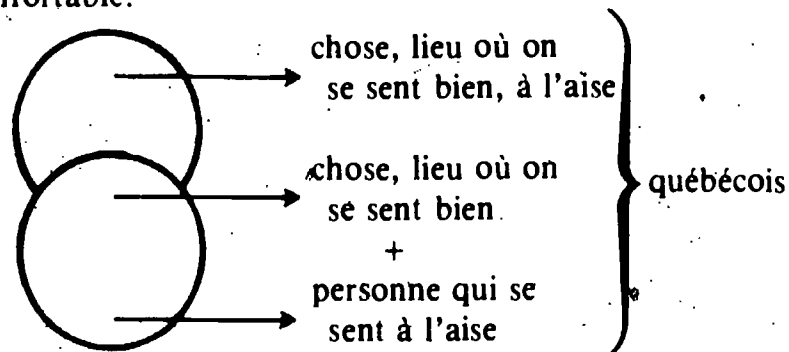 chose, lieu où on
se sent bien, à l'aise
chose, lieu où on
se sent bien
+
personne qui se
sent à l'aise
québécois